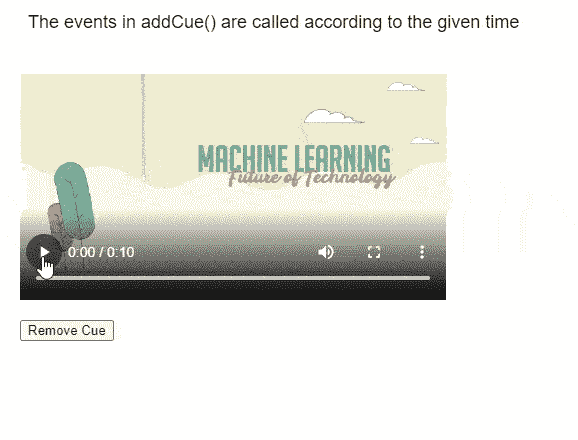 The events in addCue() are called according to the given time
MACHINE LEARNING
Future of Technology
0:00 / 0:10
Remove Cue